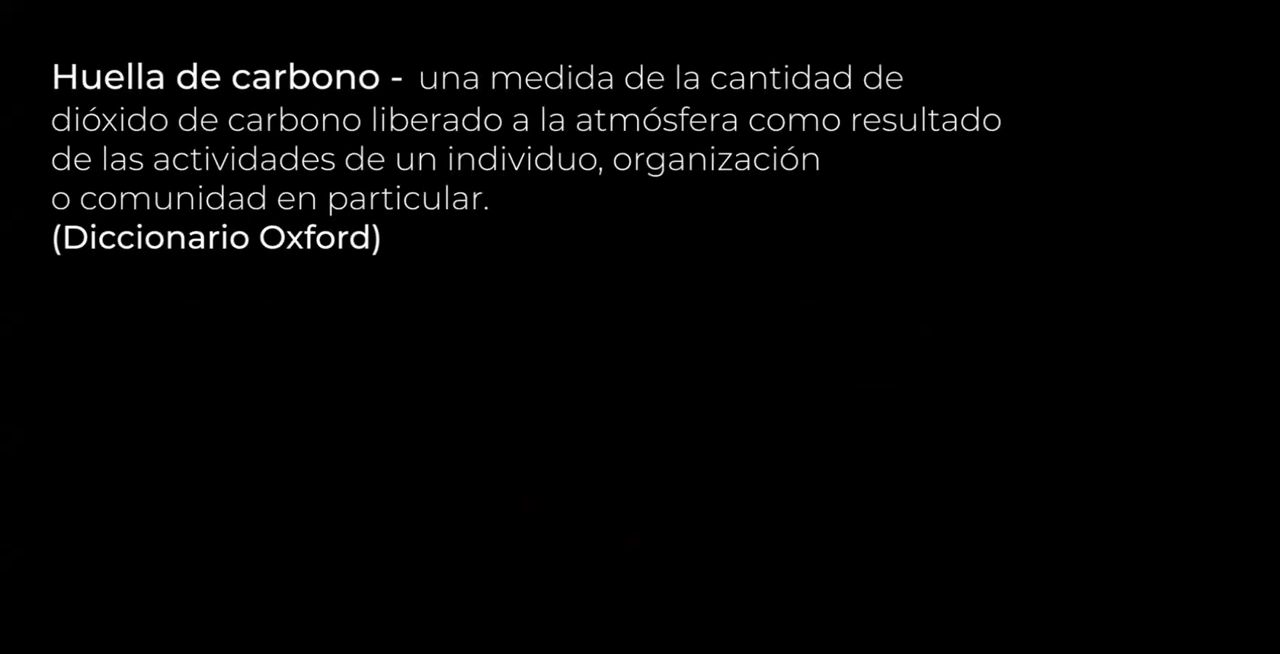 Huella de carbono - una medida de la cantidad de
dióxido de carbono liberado a la atmósfera como resultado
de las actividades de un individuo, organización
o comunidad en particular.
(Diccionario Oxford)